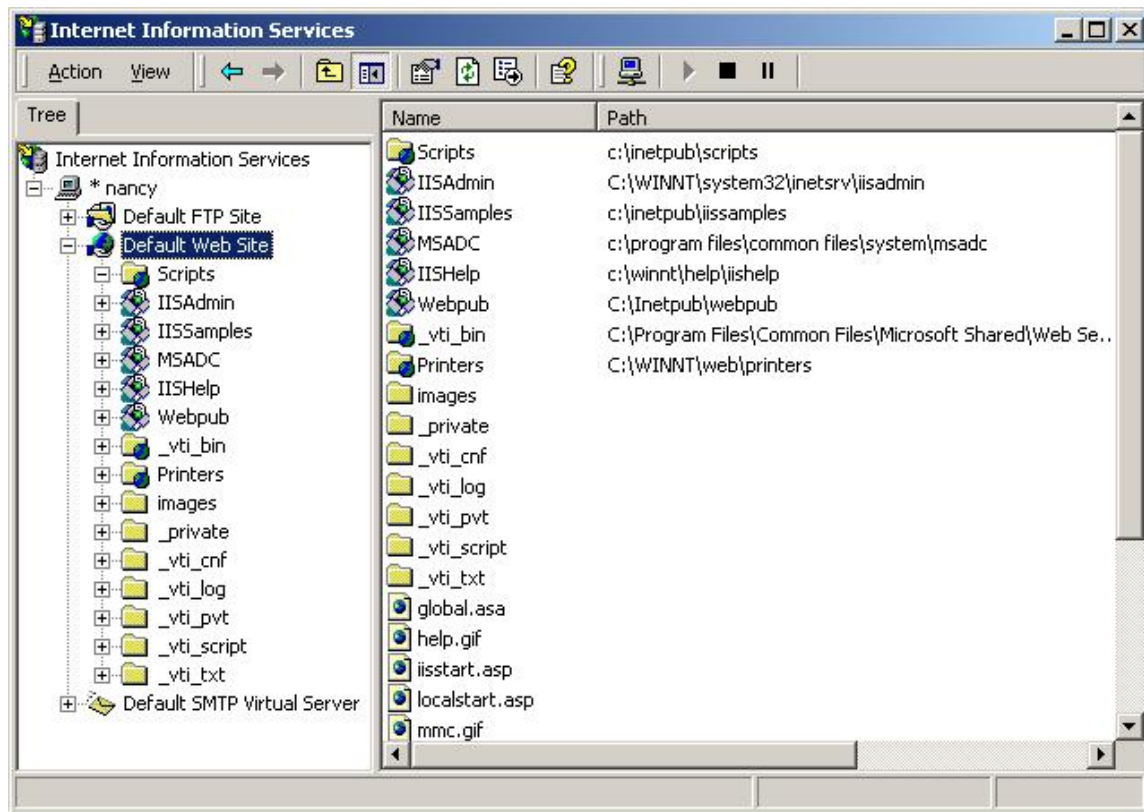 Internet Information Services
Action View
Tree
Internet Information Services
* nancy
Default FTP Site
Default Web Site
Scripts
IISAdmin
IISSamples
MSADC
IISHelp
Webpub
_vti_bin
Printers
images
_private
_vti_cnf
_vti_log
_vti_pvt
_vti_script
_vti_txt
Default SMTP Virtual Server
Name Path
Scripts c:\inetpub\scripts
IISAdmin C:\WINNT\system32\inetsrv\iisadmin
IISSamples c:\inetpub\iissamples
MSADC c:\program files\common files\system\msadc
IISHelp c:\winnt\help\iishelp
Webpub C:\Inetpub\webpub
_vti_bin C:\Program Files\Common Files\Microsoft Shared\Web Se..
Printers C:\WINNT\web\printers
images
_private
_vti_cnf
_vti_log
_vti_pvt
_vti_script
_vti_txt
global.asa
help.gif
iisstart.asp
localstart.asp
mmc.gif